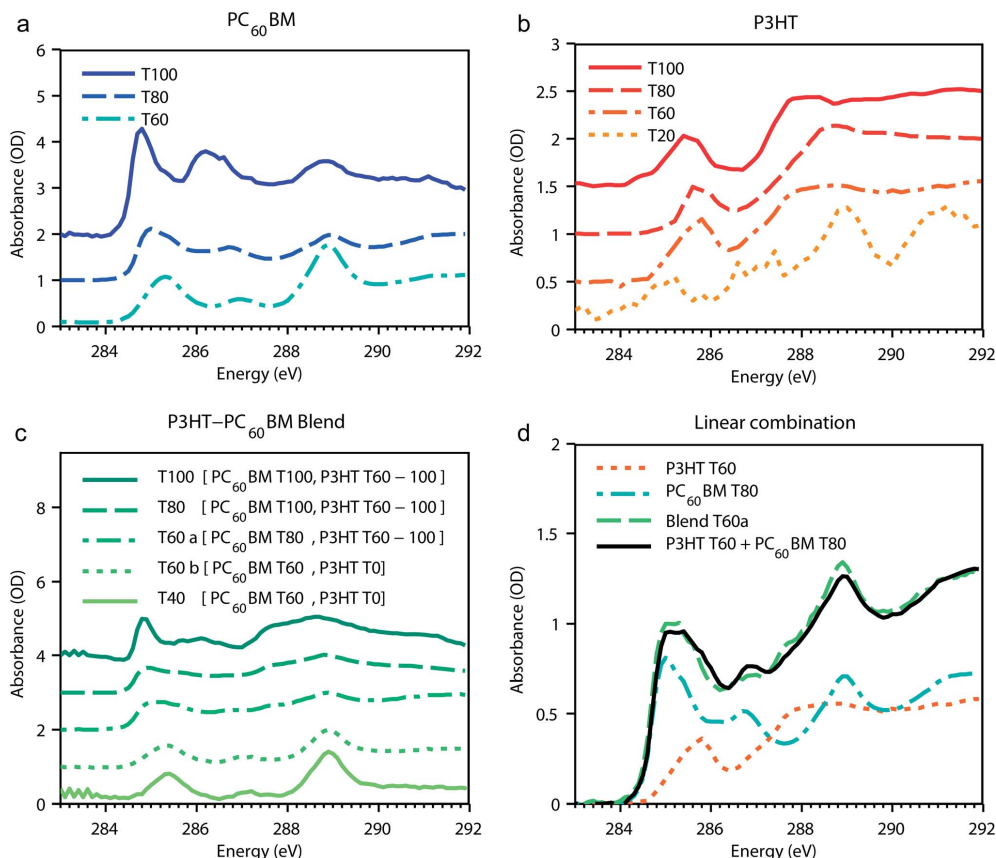 a
PC60BM
Absorbance (OD)
6
5
4
3
2
1
0
T100
T80
T60
284 286 288 290 292
Energy (eV)
b
P3HT
Absorbance (OD)
3
2.5
2
1.5
1
0.5
0
T100
T80
T60
T20
284 286 288 290 292
Energy (eV)
c
P3HT–PC60BM Blend
Absorbance (OD)
8
6
4
2
0
T100 [ PC60BM T100, P3HT T60 – 100 ]
T80 [ PC60BM T100, P3HT T60 – 100 ]
T60 a [ PC60BM T80 , P3HT T60 – 100 ]
T60 b [ PC60BM T60 , P3HT T0]
T40 [ PC60BM T60 , P3HT T0]
284 286 288 290 292
Energy (eV)
d
Linear combination
Absorbance (OD)
2
1.5
1
0.5
0
P3HT T60
PC60BM T80
Blend T60a
P3HT T60 + PC60BM T80
284 286 288 290 292
Energy (eV)